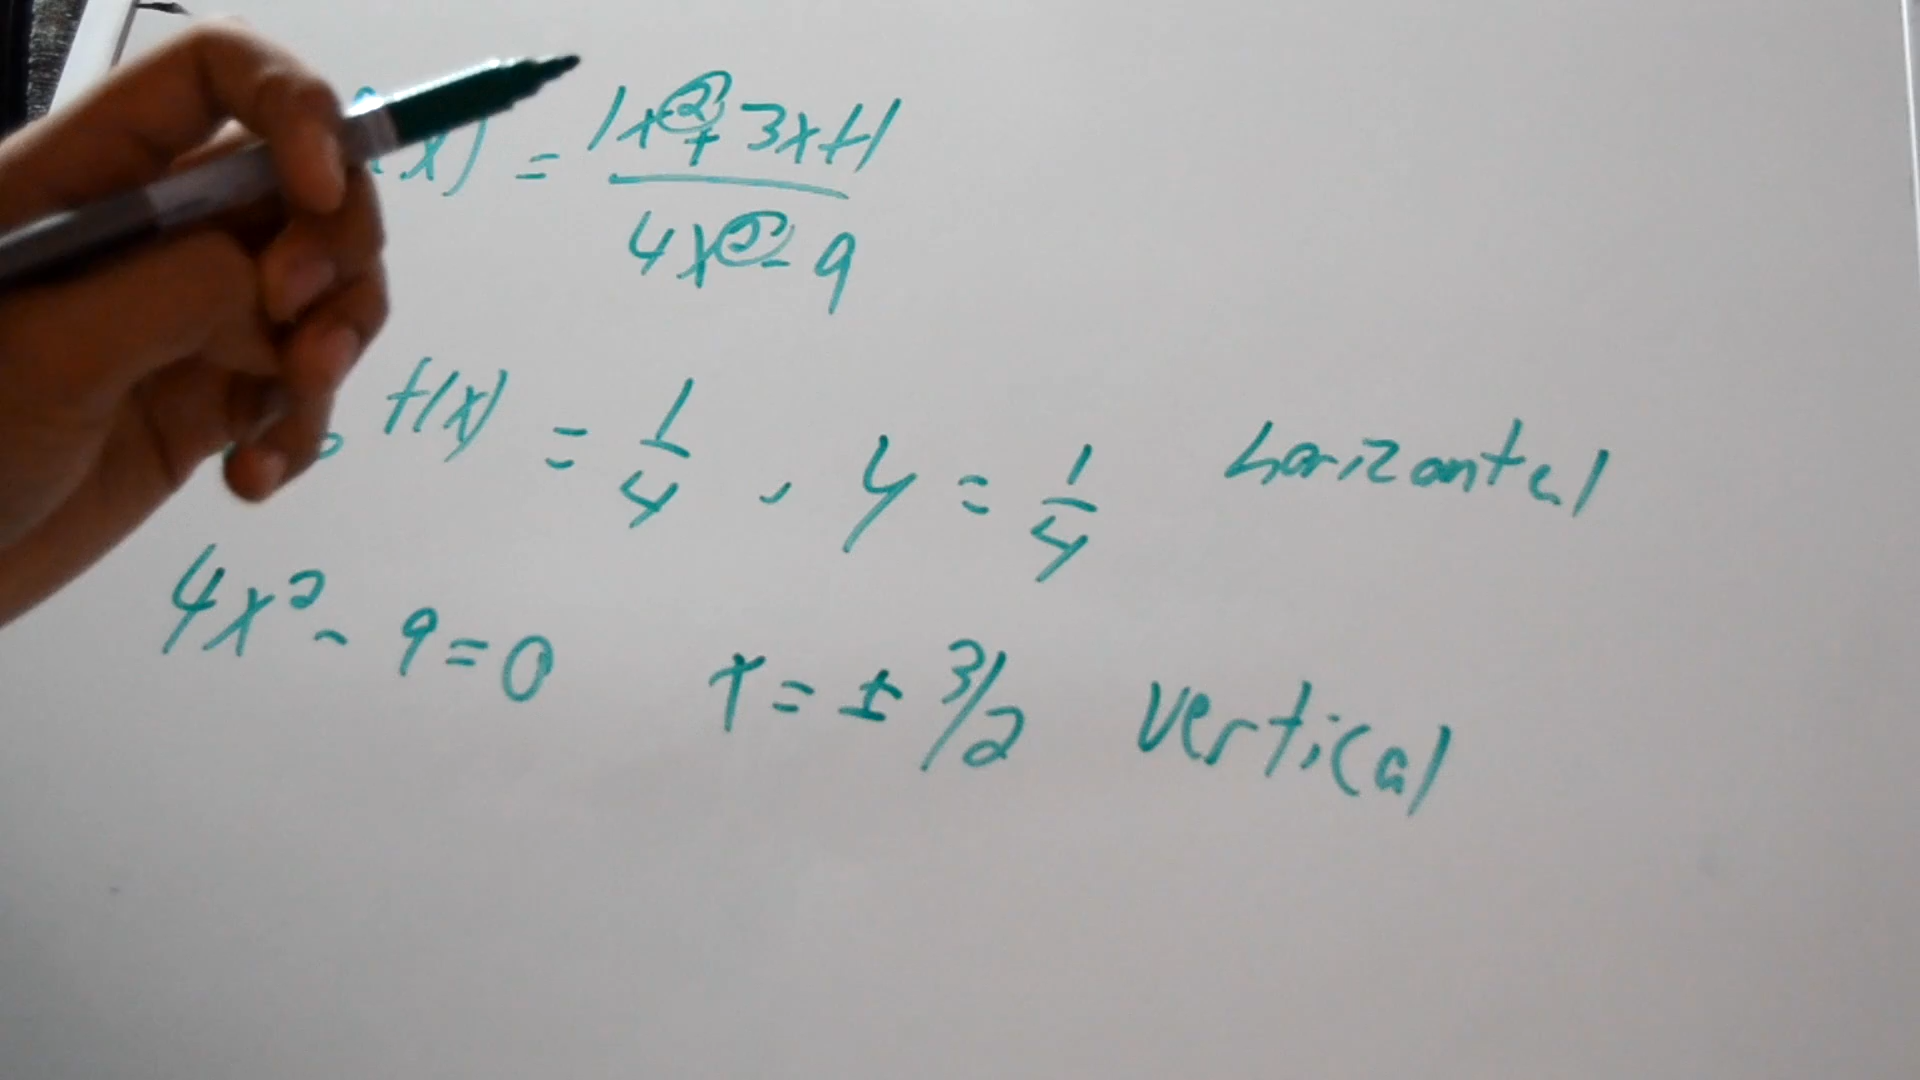 (x) = 1x² + 3x+1 / 4x² - 9
f(x) = 1/4 , y = 1/4 horizontal
4x² - 9 = 0 x = ± 3/2 vertical